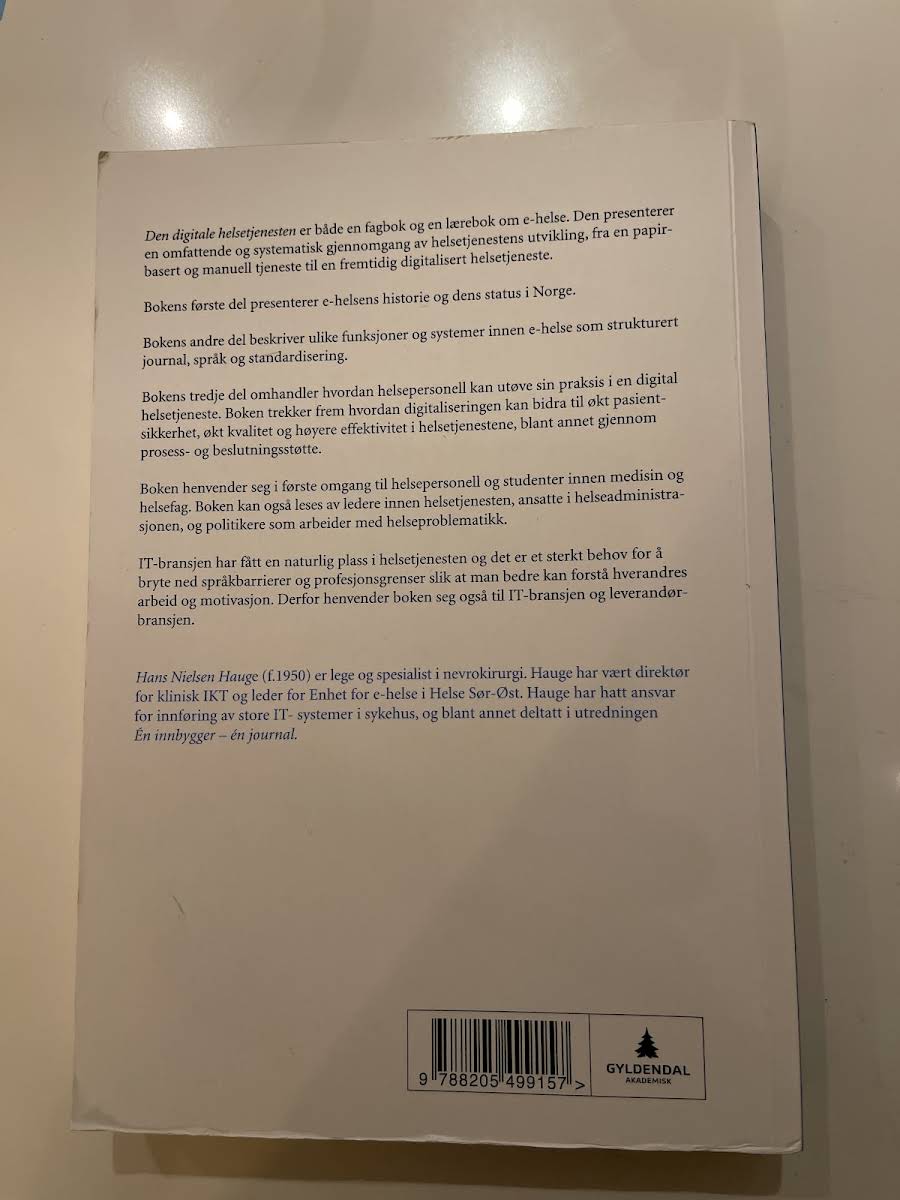 Den digitale helsetjenesten er både en fagbok og en lærebok om e-helse. Den presenterer
en omfattende og systematisk gjennomgang av helsetjenestens utvikling, fra en papir-
basert og manuell tjeneste til en fremtidig digitalisert helsetjeneste.
Bokens første del presenterer e-helsens historie og dens status i Norge.
Bokens andre del beskriver ulike funksjoner og systemer innen e-helse som strukturert
journal, språk og standardisering.
Bokens tredje del omhandler hvordan helsepersonell kan utøve sin praksis i en digital
helsetjeneste. Boken trekker frem hvordan digitaliseringen kan bidra til økt pasient-
sikkerhet, økt kvalitet og høyere effektivitet i helsetjenestene, blant annet gjennom
prosess- og beslutningsstøtte.
Boken henvender seg i første omgang til helsepersonell og studenter innen medisin og
helsefag. Boken kan også leses av ledere innen helsetjenesten, ansatte i helseadministra-
sjonen, og politikere som arbeider med helseproblematikk.
IT-bransjen har fått en naturlig plass i helsetjenesten og det er et sterkt behov for å
bryte ned språkbarrierer og profesjonsgrenser slik at man bedre kan forstå hverandres
arbeid og motivasjon. Derfor henvender boken seg også til IT-bransjen og leverandør-
bransjen.
Hans Nielsen Hauge (f.1950) er lege og spesialist i nevrokirurgi. Hauge har vært direktør
for klinisk IKT og leder for Enhet for e-helse i Helse Sør-Øst. Hauge har hatt ansvar
for innføring av store IT- systemer i sykehus, og blant annet deltatt i utredningen
Én innbygger – én journal.
9 788205 499157 >
GYLDENDAL
AKADEMISK